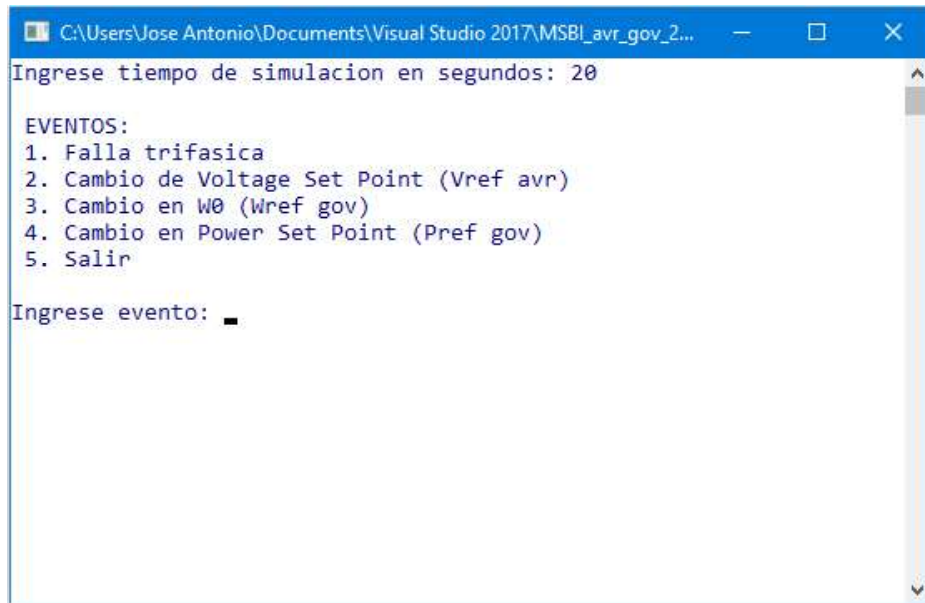 C:\Users\Jose Antonio\Documents\Visual Studio 2017\MSBI_avr_gov_2...
Ingrese tiempo de simulacion en segundos: 20
EVENTOS:
1. Falla trifasica
2. Cambio de Voltage Set Point (Vref avr)
3. Cambio en W0 (Wref gov)
4. Cambio en Power Set Point (Pref gov)
5. Salir
Ingrese evento: